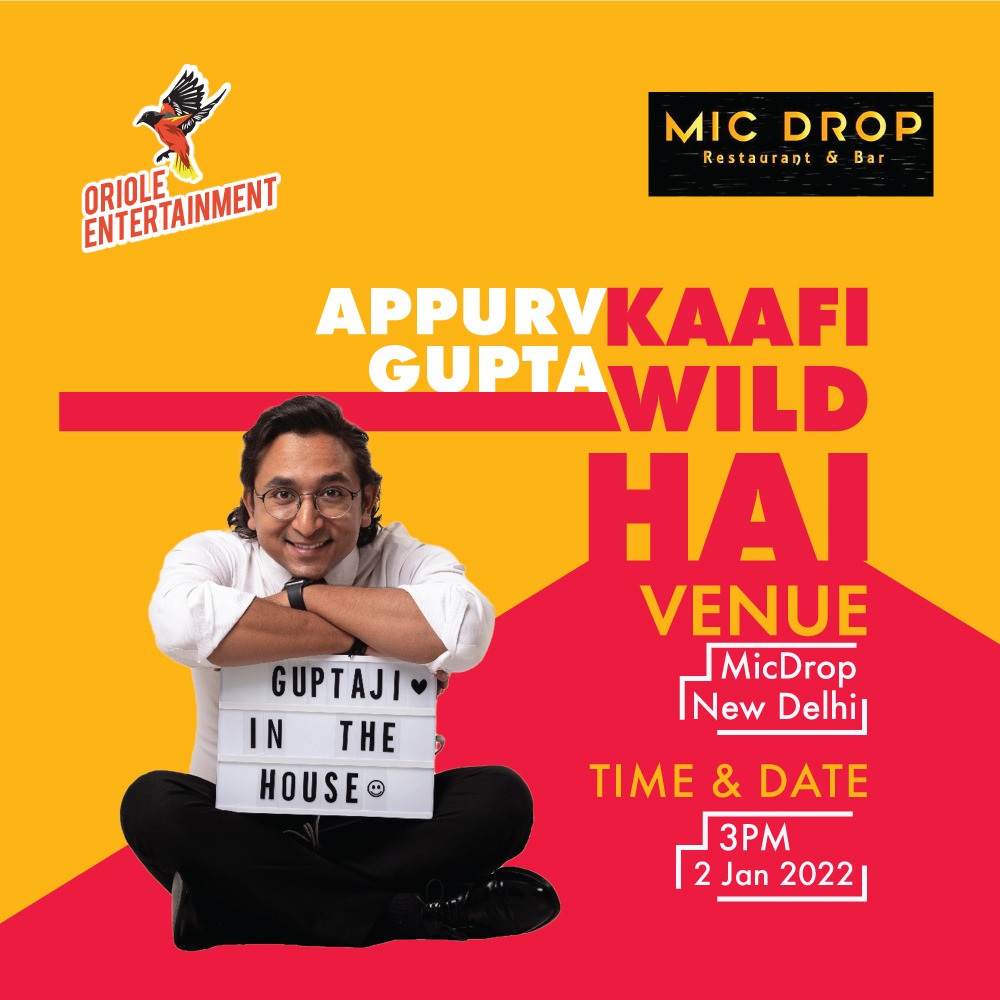 ORIOLE
ENTERTAINMENT
MIC DROP
Restaurant & Bar
APPURV
GUPTA
KAAFI
WILD
HAI
GUPTAJI♥
IN THE
HOUSE☺
VENUE
MicDrop
New Delhi
TIME & DATE
3PM
2 Jan 2022